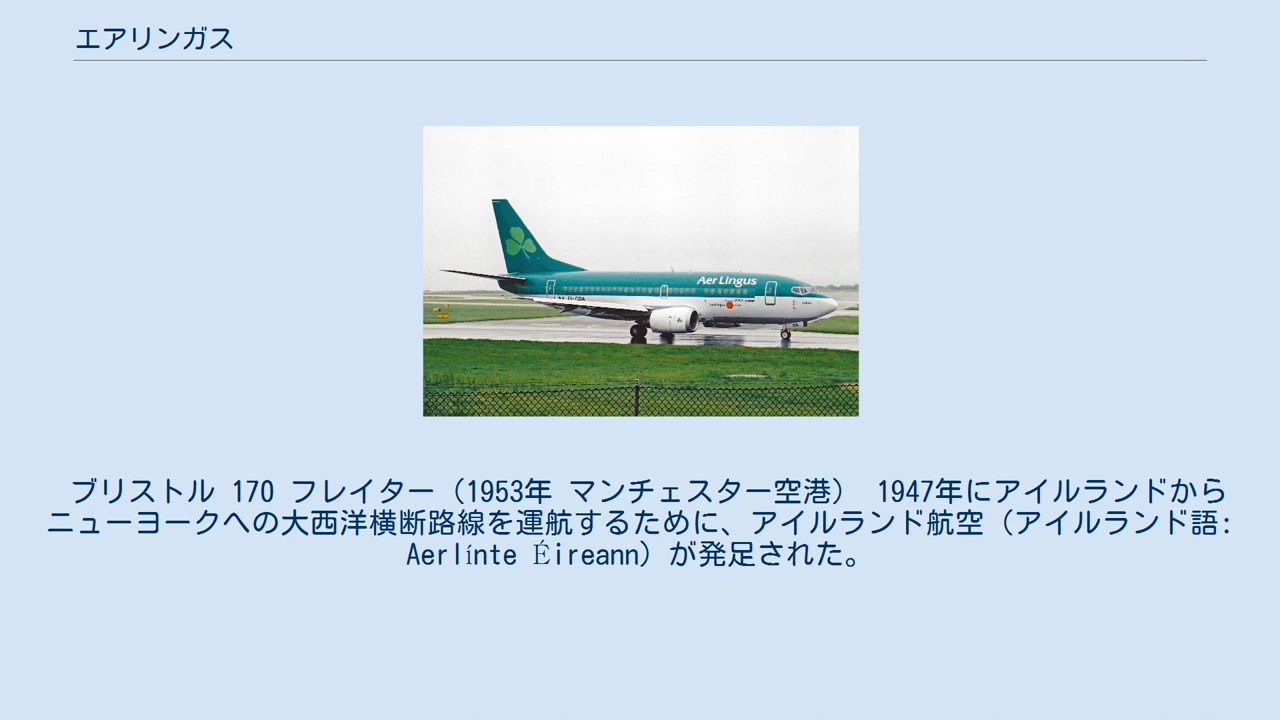 エアリンガス
Aer Lingus
ブリストル 170 フレイター（1953年 マンチェスター空港） 1947年にアイルランドから
ニューヨークへの大西洋横断路線を運航するために、アイルランド航空（アイルランド語:
Aerlínte Éireann）が発足された。